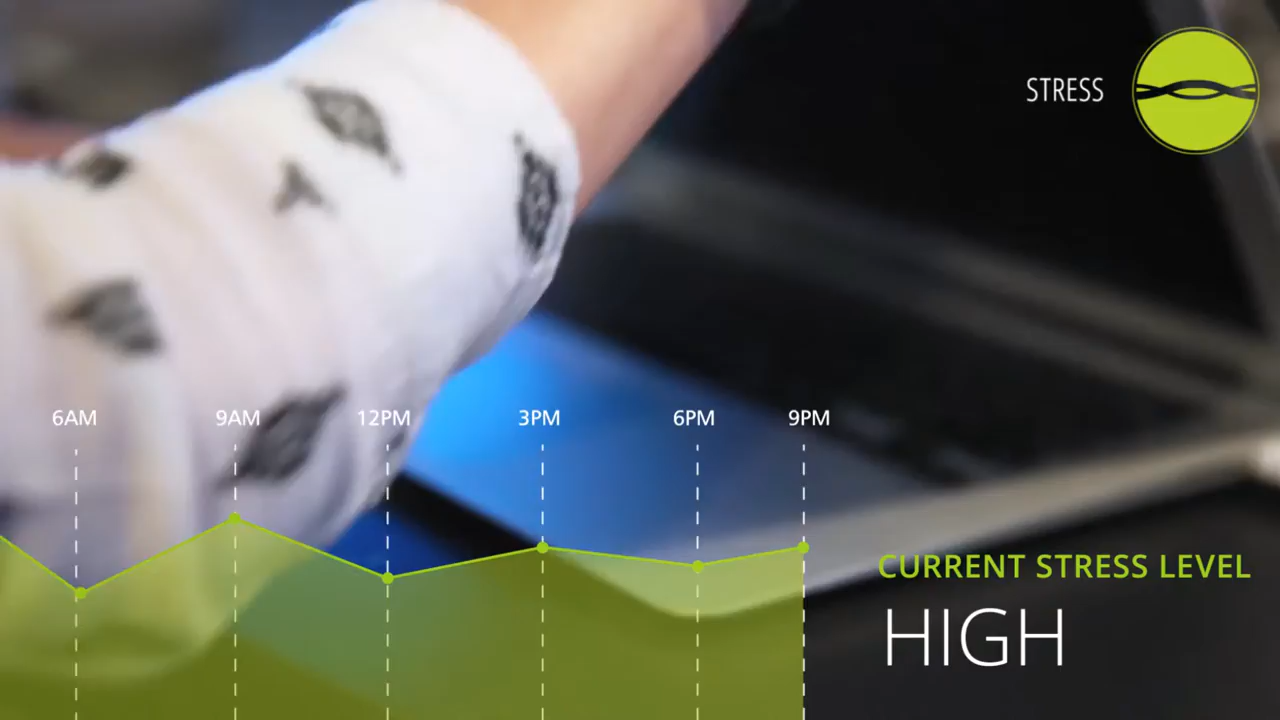 STRESS
6AM 9AM 12PM 3PM 6PM 9PM
CURRENT STRESS LEVEL
HIGH